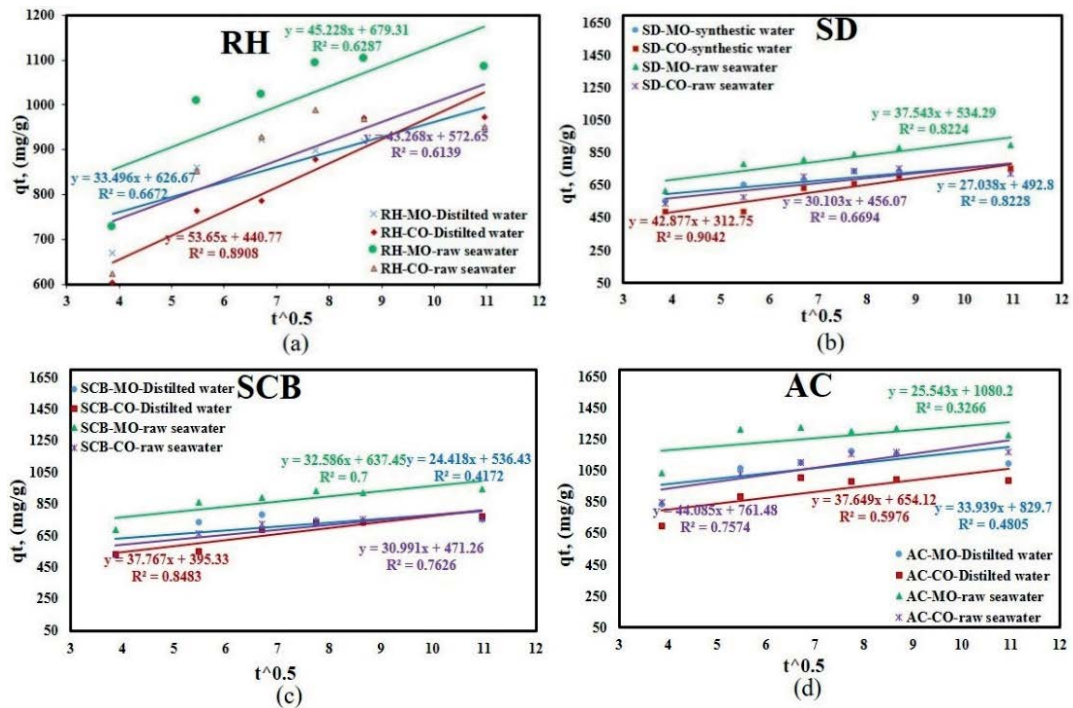 1200
1100
1000
900
800
700
600
qt, (mg/g)
RH
y = 45.228x + 679.31
R² = 0.6287
y = 43.268x + 572.65
R² = 0.6139
y = 33.496x + 626.67
R² = 0.6672
y = 53.65x + 440.77
R² = 0.8908
RH-MO-Distilted water
RH-CO-Distilted water
RH-MO-raw seawater
RH-CO-raw seawater
3 4 5 6 7 8 9 10 11 12
t^0.5
(a)
1650
1450
1250
1050
850
650
450
250
50
qt, (mg/g)
SD
SD-MO-synthetic water
SD-CO-synthestic water
SD-MO-raw seawater
SD-CO-raw seawater
y = 37.543x + 534.29
R² = 0.8224
y = 27.038x + 492.8
R² = 0.8228
y = 30.103x + 456.07
R² = 0.6694
y = 42.877x + 312.75
R² = 0.9042
3 4 5 6 7 8 9 10 11 12
t^0.5
(b)
1650
1450
1250
1050
850
650
450
250
50
qt, (mg/g)
SCB
SCB-MO-Distilted water
SCB-CO-Distilted water
SCB-MO-raw seawater
SCB-CO-raw seawater
y = 32.586x + 637.45
R² = 0.7
y = 24.418x + 536.43
R² = 0.4172
y = 37.767x + 395.33
R² = 0.8483
y = 30.991x + 471.26
R² = 0.7626
3 4 5 6 7 8 9 10 11 12
t^0.5
(c)
1650
1450
1250
1050
850
650
450
250
50
qt, (mg/g)
AC
y = 25.543x + 1080.2
R² = 0.3266
y = 44.085x + 761.48
R² = 0.7574
y = 37.649x + 654.12
R² = 0.5976
y = 33.939x + 829.7
R² = 0.4805
AC-MO-Distilted water
AC-CO-Distilted water
AC-MO-raw seawater
AC-CO-raw seawater
3 4 5 6 7 8 9 10 11 12
t^0.5
(d)